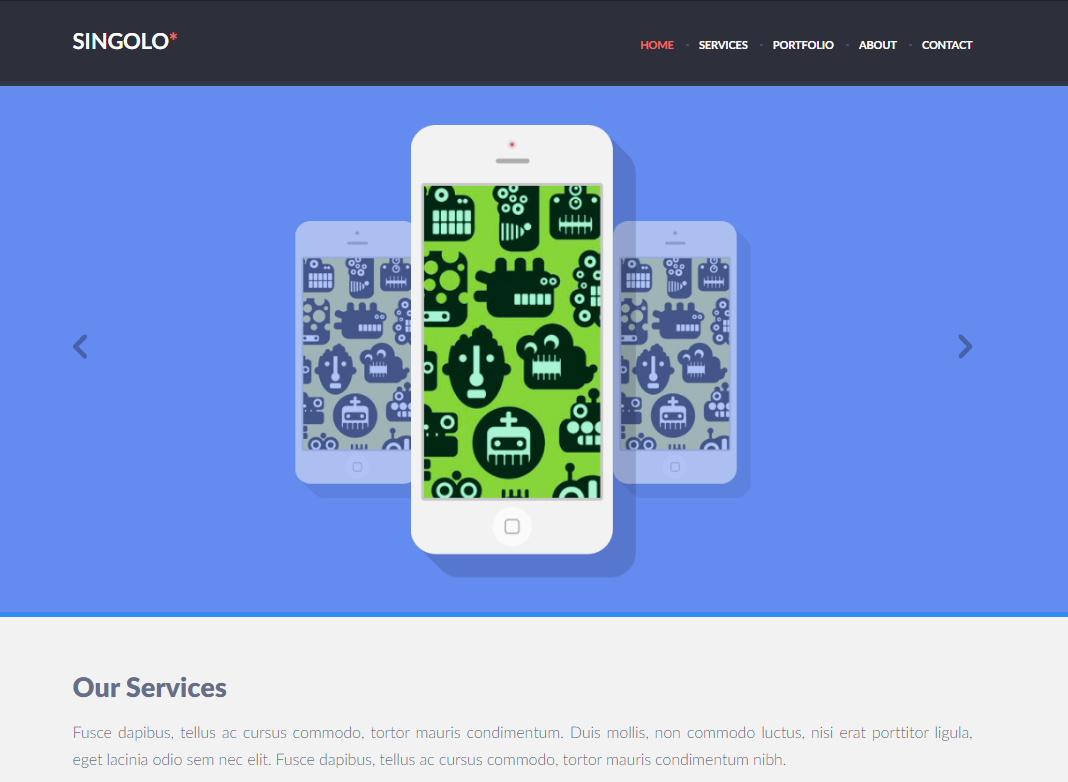 SINGOLO*
HOME · SERVICES · PORTFOLIO · ABOUT · CONTACT
Our Services
Fusce dapibus, tellus ac cursus commodo, tortor mauris condimentum. Duis mollis, non commodo luctus, nisi erat porttitor ligula,
eget lacinia odio sem nec elit. Fusce dapibus, tellus ac cursus commodo, tortor mauris condimentum nibh.